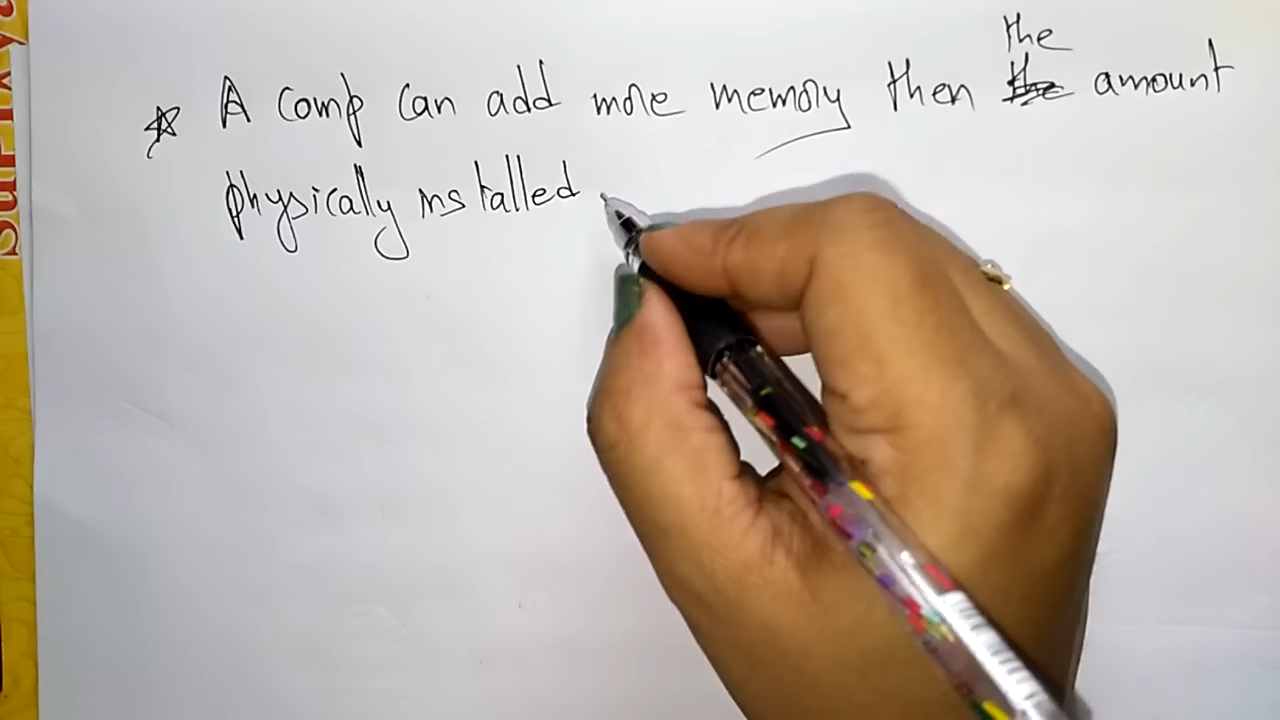 A comp can add more memory then the amount
physically installed